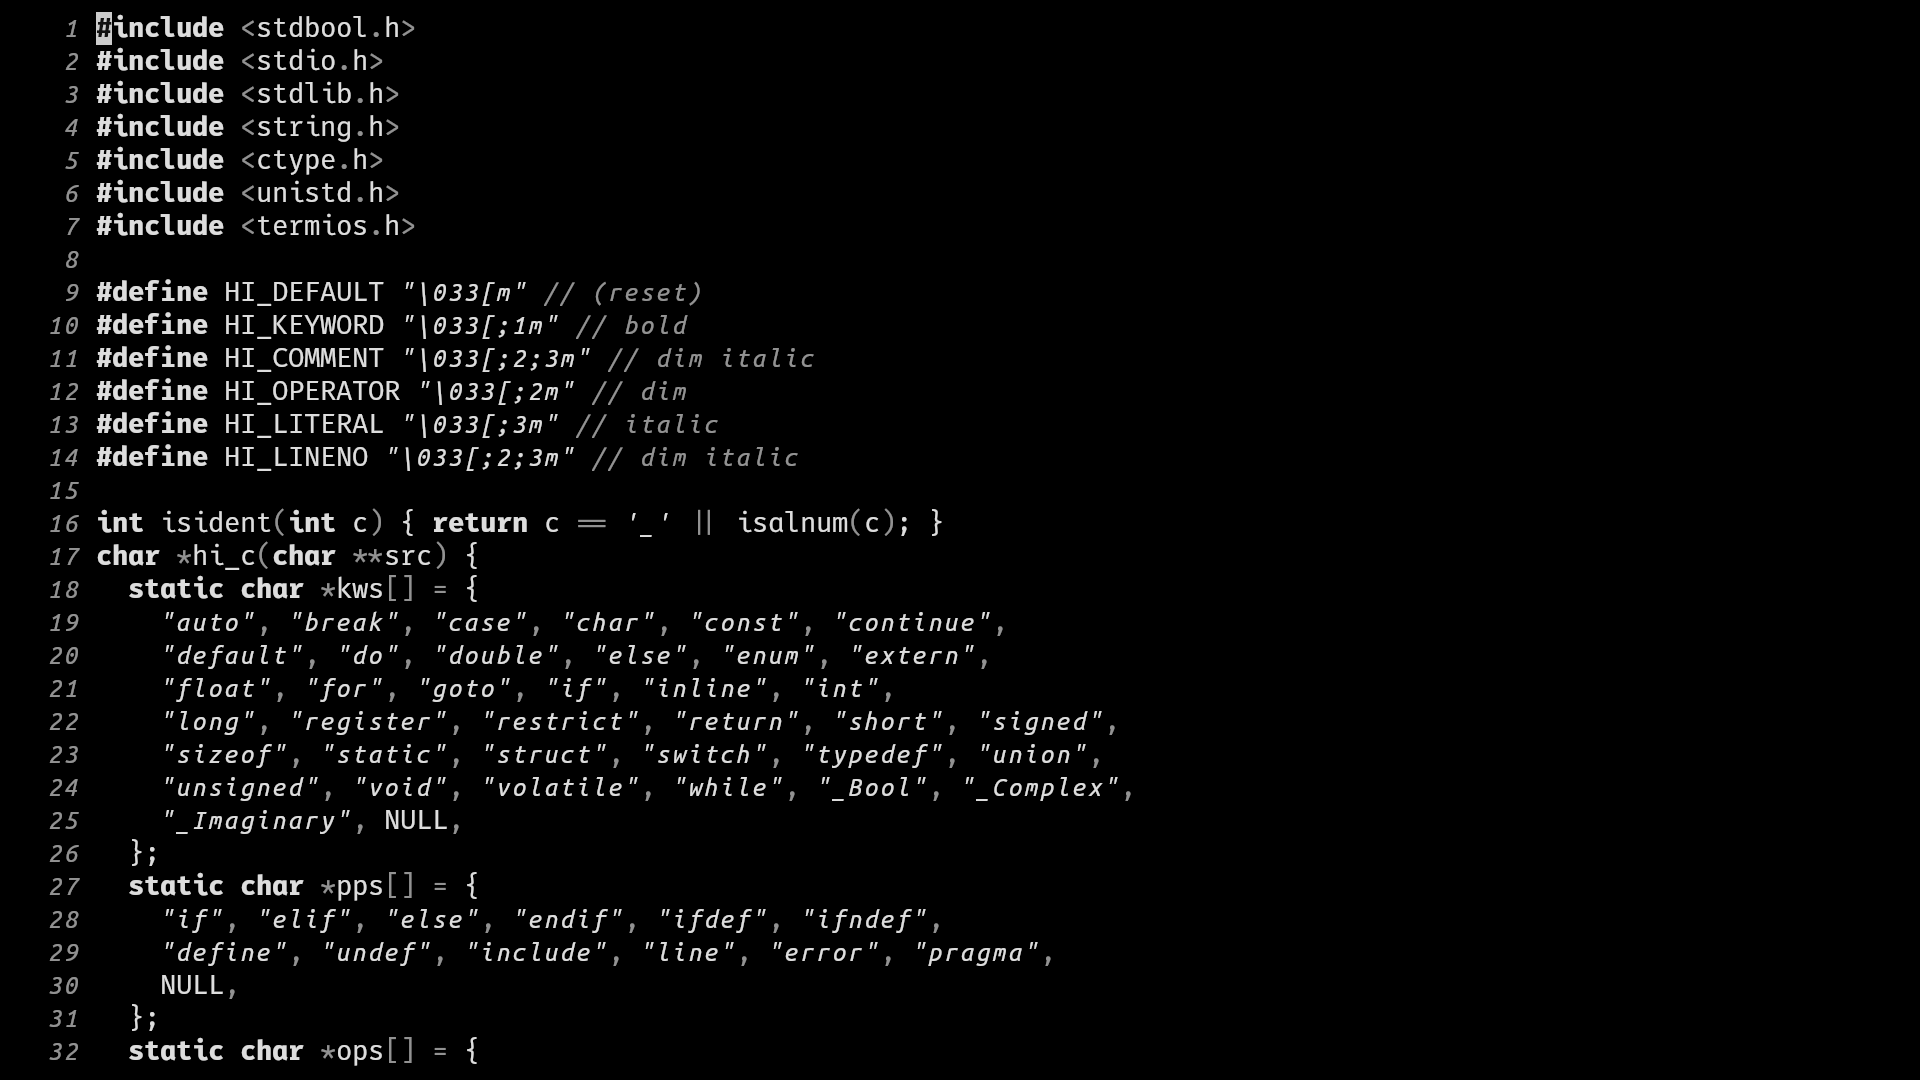 1 #include <stdbool.h>
2 #include <stdio.h>
3 #include <stdlib.h>
4 #include <string.h>
5 #include <ctype.h>
6 #include <unistd.h>
7 #include <termios.h>
8
9 #define HI_DEFAULT "\033[m" // (reset)
10 #define HI_KEYWORD "\033[;1m" // bold
11 #define HI_COMMENT "\033[;2;3m" // dim italic
12 #define HI_OPERATOR "\033[;2m" // dim
13 #define HI_LITERAL "\033[;3m" // italic
14 #define HI_LINENO "\033[;2;3m" // dim italic
15
16 int isident(int c) { return c == '_' || isalnum(c); }
17 char *hi_c(char **src) {
18   static char *kws[] = {
19     "auto", "break", "case", "char", "const", "continue",
20     "default", "do", "double", "else", "enum", "extern",
21     "float", "for", "goto", "if", "inline", "int",
22     "long", "register", "restrict", "return", "short", "signed",
23     "sizeof", "static", "struct", "switch", "typedef", "union",
24     "unsigned", "void", "volatile", "while", "_Bool", "_Complex",
25     "_Imaginary", NULL,
26   };
27   static char *pps[] = {
28     "if", "elif", "else", "endif", "ifdef", "ifndef",
29     "define", "undef", "include", "line", "error", "pragma",
30     NULL,
31   };
32   static char *ops[] = {